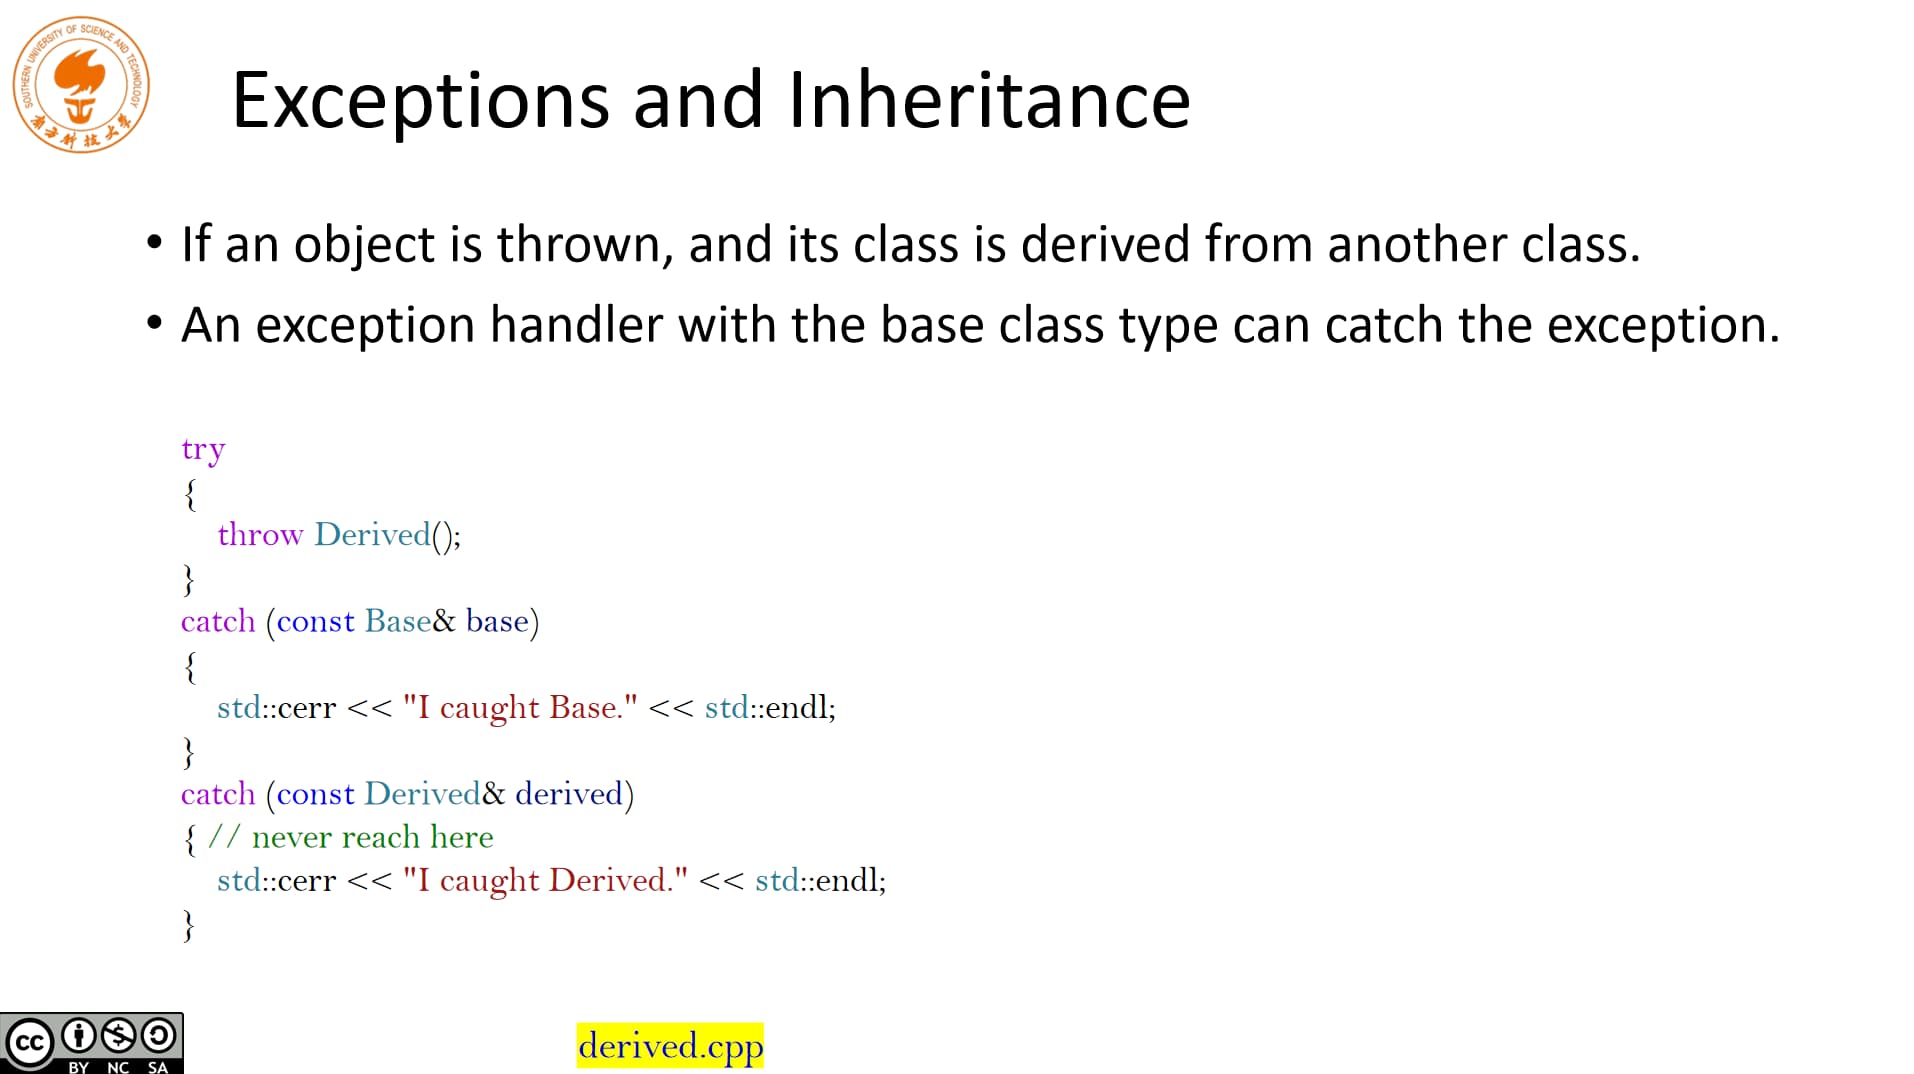 SOUTHERN UNIVERSITY OF SCIENCE AND TECHNOLOGY
南方科技大学
Exceptions and Inheritance
• If an object is thrown, and its class is derived from another class.
• An exception handler with the base class type can catch the exception.
try
{
throw Derived();
}
catch (const Base& base)
{
std::cerr << "I caught Base." << std::endl;
}
catch (const Derived& derived)
{ // never reach here
std::cerr << "I caught Derived." << std::endl;
}
cc
BY NC SA
derived.cpp